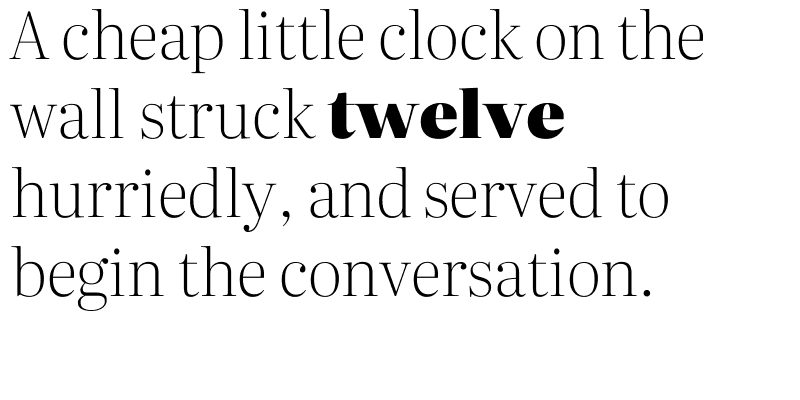 A cheap little clock on the
wall struck twelve
hurriedly, and served to
begin the conversation.